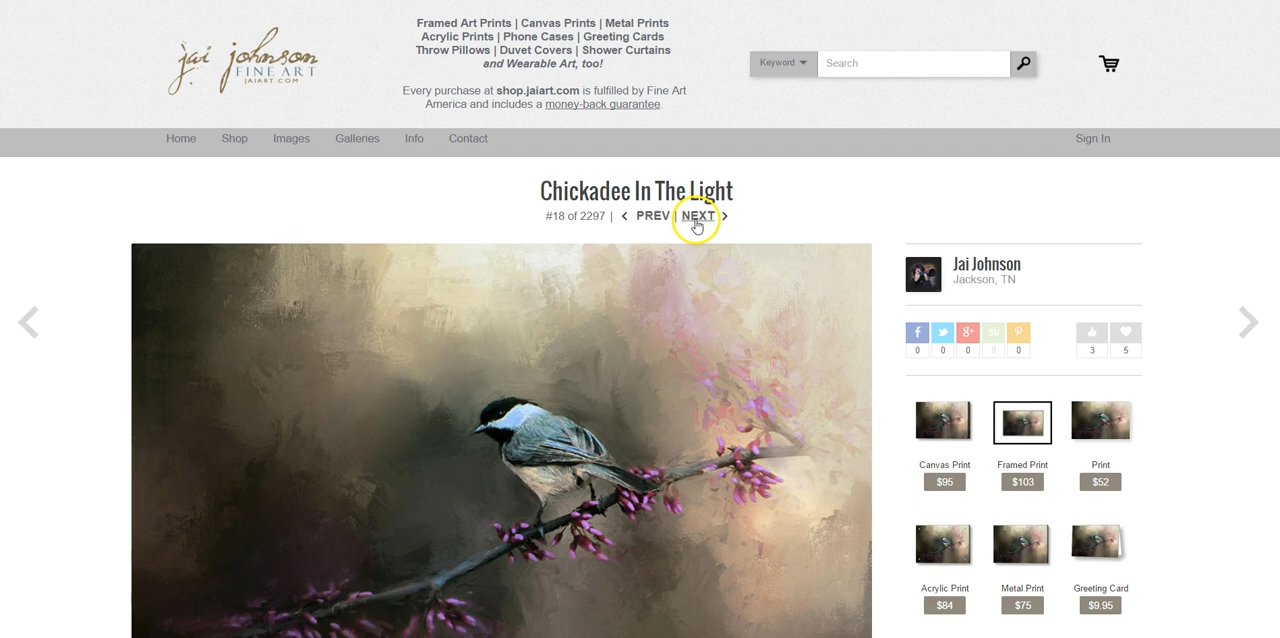 jai johnson
FINE ART
JAIART.COM
Framed Art Prints | Canvas Prints | Metal Prints
Acrylic Prints | Phone Cases | Greeting Cards
Throw Pillows | Duvet Covers | Shower Curtains
and Wearable Art, too!
Every purchase at shop.jaiart.com is fulfilled by Fine Art
America and includes a money-back guarantee.
Keyword
Search
Home Shop Images Galleries Info Contact Sign In
Chickadee In The Light
#18 of 2297 | PREV | NEXT
Jai Johnson
Jackson, TN
0 0 0 0 0 3 5
Canvas Print Framed Print Print
$95 $103 $52
Acrylic Print Metal Print Greeting Card
$84 $75 $9.95